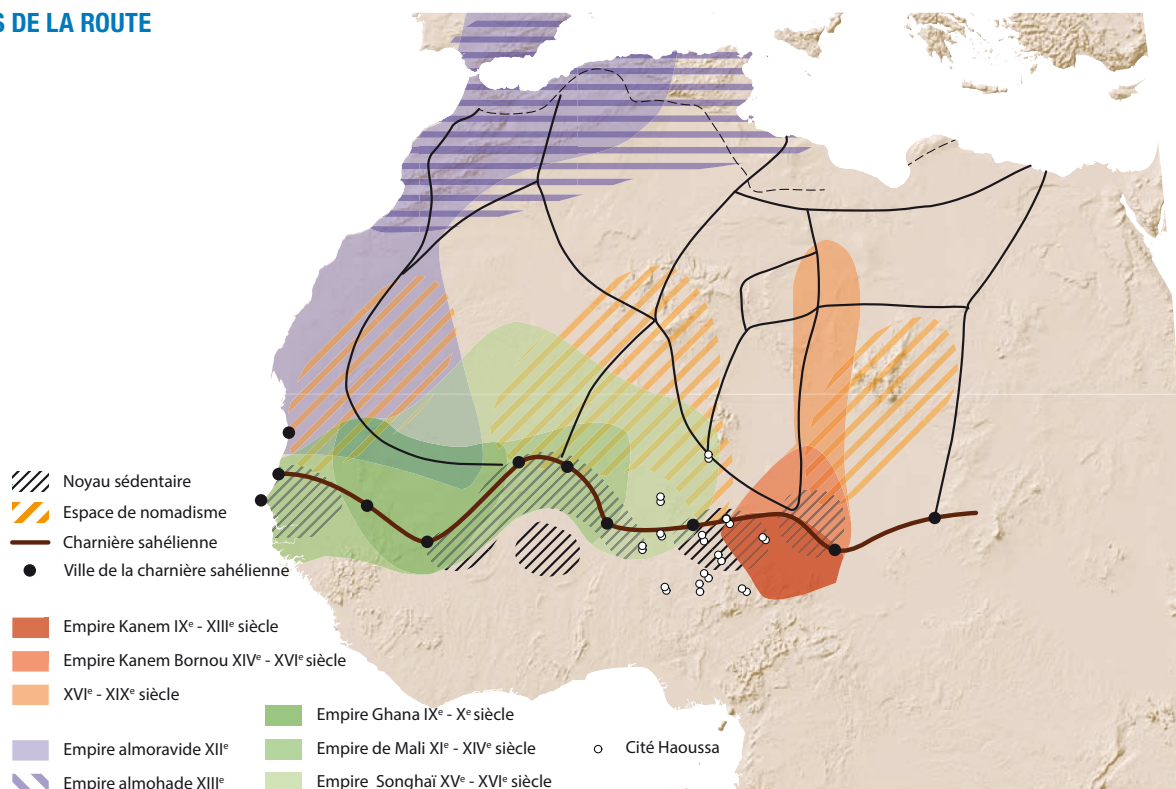 S DE LA ROUTE
Noyau sédentaire
Espace de nomadisme
Charnière sahélienne
Ville de la charnière sahélienne
Empire Kanem IXe - XIIIe siècle
Empire Kanem Bornou XIVe - XVIe siècle
XVIe - XIXe siècle
Empire almoravide XIIe
Empire almohade XIIIe
Empire Ghana IXe - Xe siècle
Empire de Mali XIe - XIVe siècle
Empire Songhaï XVe - XVIe siècle
Cité Haoussa